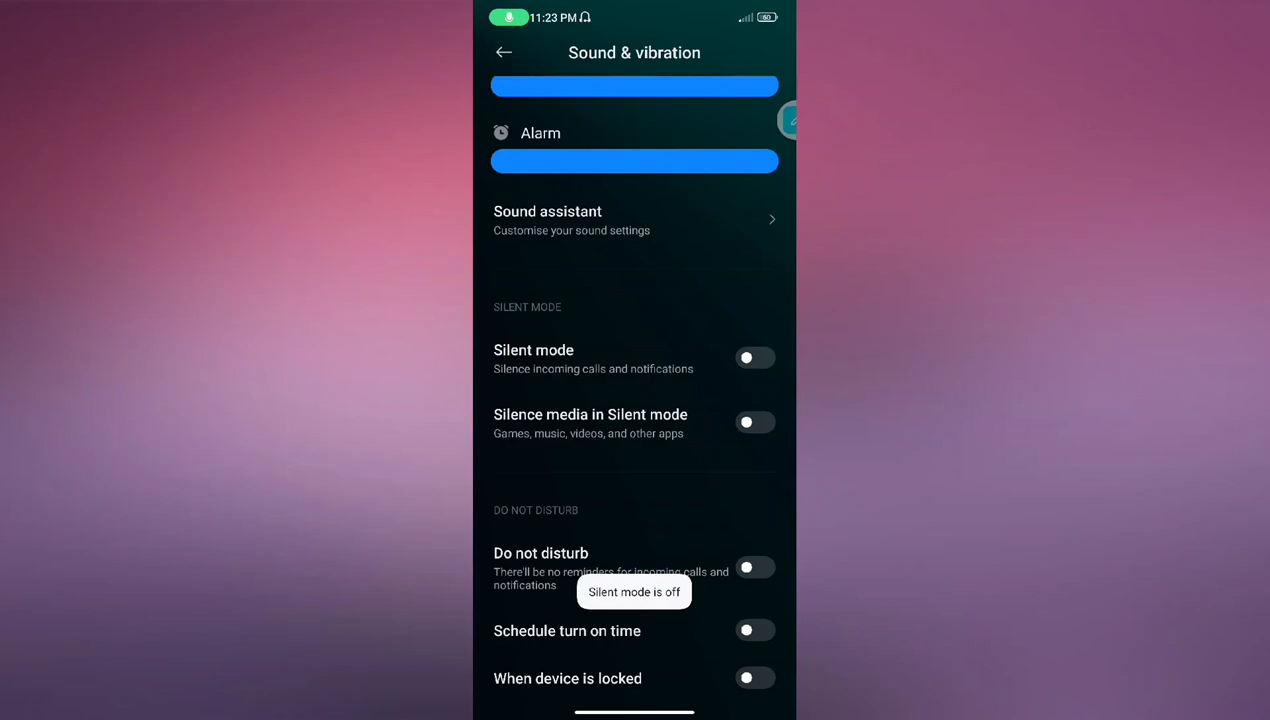 11:23 PM
60
Sound & vibration
Alarm
Sound assistant
Customise your sound settings
SILENT MODE
Silent mode
Silence incoming calls and notifications
Silence media in Silent mode
Games, music, videos, and other apps
DO NOT DISTURB
Do not disturb
There'll be no reminders for incoming calls and
notifications
Silent mode is off
Schedule turn on time
When device is locked